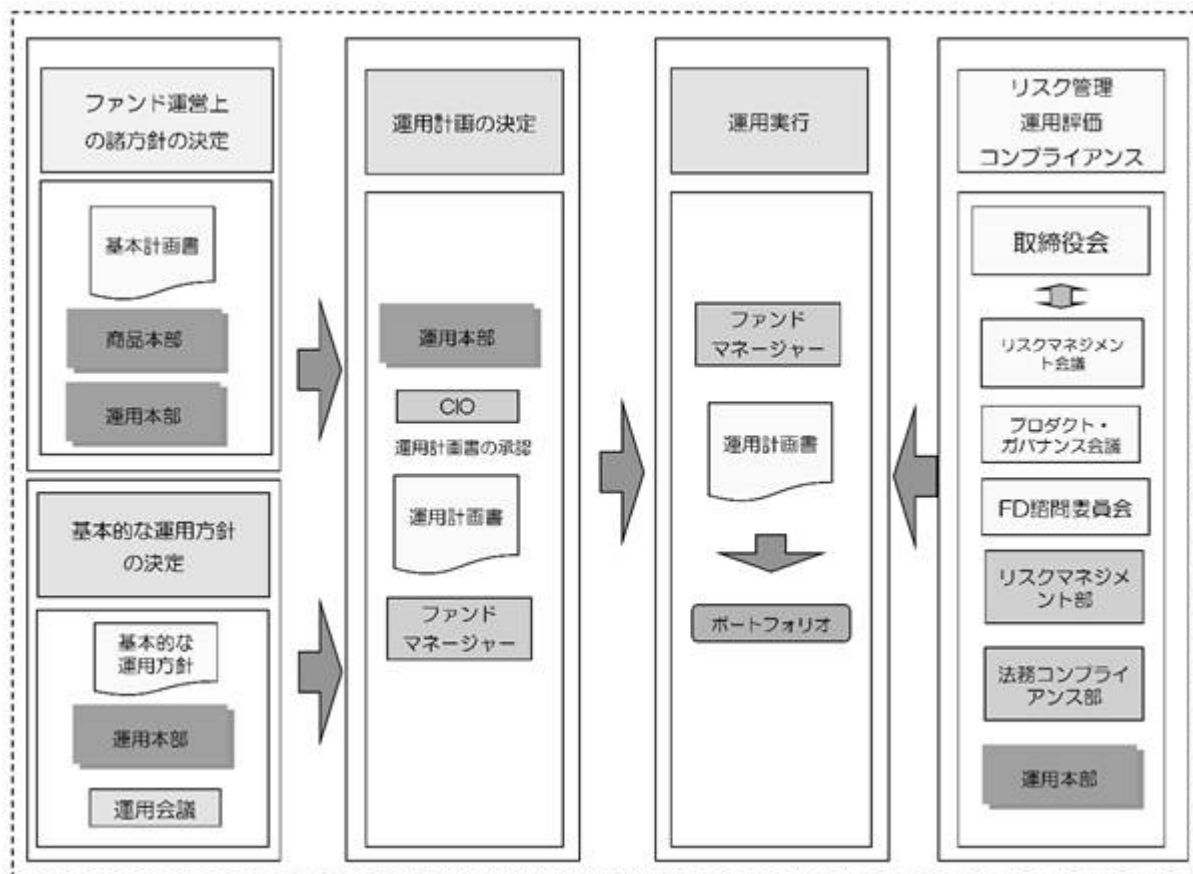 ファンド運営上
の諸方針の決定
基本計画書
商品本部
運用本部
基本的な運用方針
の決定
基本的な
運用方針
運用本部
運用会議
運用計画の決定
運用本部
CIO
運用計画書の承認
運用計画書
ファンド
マネージャー
運用実行
ファンド
マネージャー
運用計画書
ポートフォリオ
リスク管理
運用評価
コンプライアンス
取締役会
リスクマネジメン
ト会議
プロダクト・
ガバナンス会議
FD諮問委員会
リスクマネジメ
ント部
法務コンプライ
アンス部
運用本部